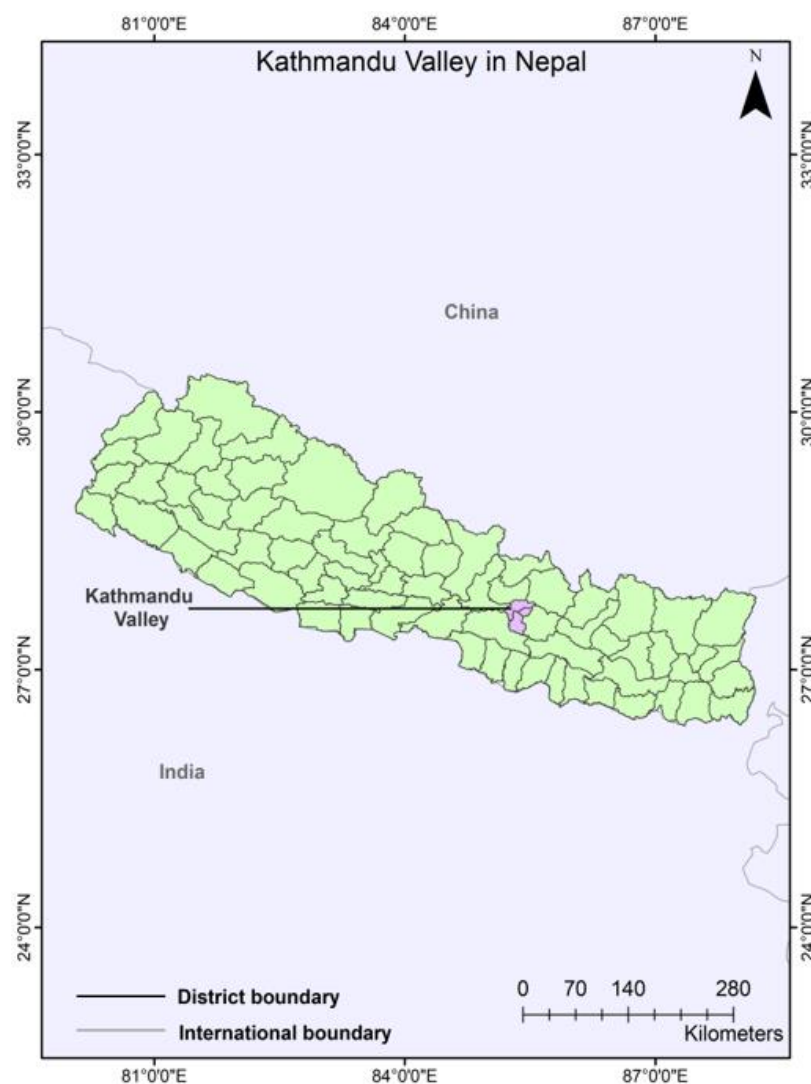 81°0'0"E 84°0'0"E 87°0'0"E
Kathmandu Valley in Nepal
N
33°0'0"N 33°0'0"N
China
30°0'0"N 30°0'0"N
Kathmandu
Valley
27°0'0"N 27°0'0"N
India
24°0'0"N 24°0'0"N
District boundary
International boundary
0 70 140 280
Kilometers
81°0'0"E 84°0'0"E 87°0'0"E